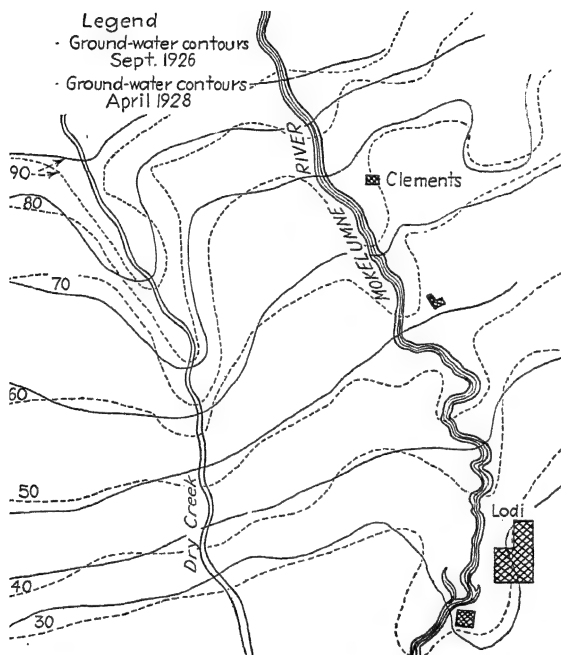 Legend
- Ground-water contours
Sept. 1926
- Ground-water contours
April 1928
90
80
70
60
50
40
30
RIVER
MOKELUMNE
Clements
Dry Creek
Lodi